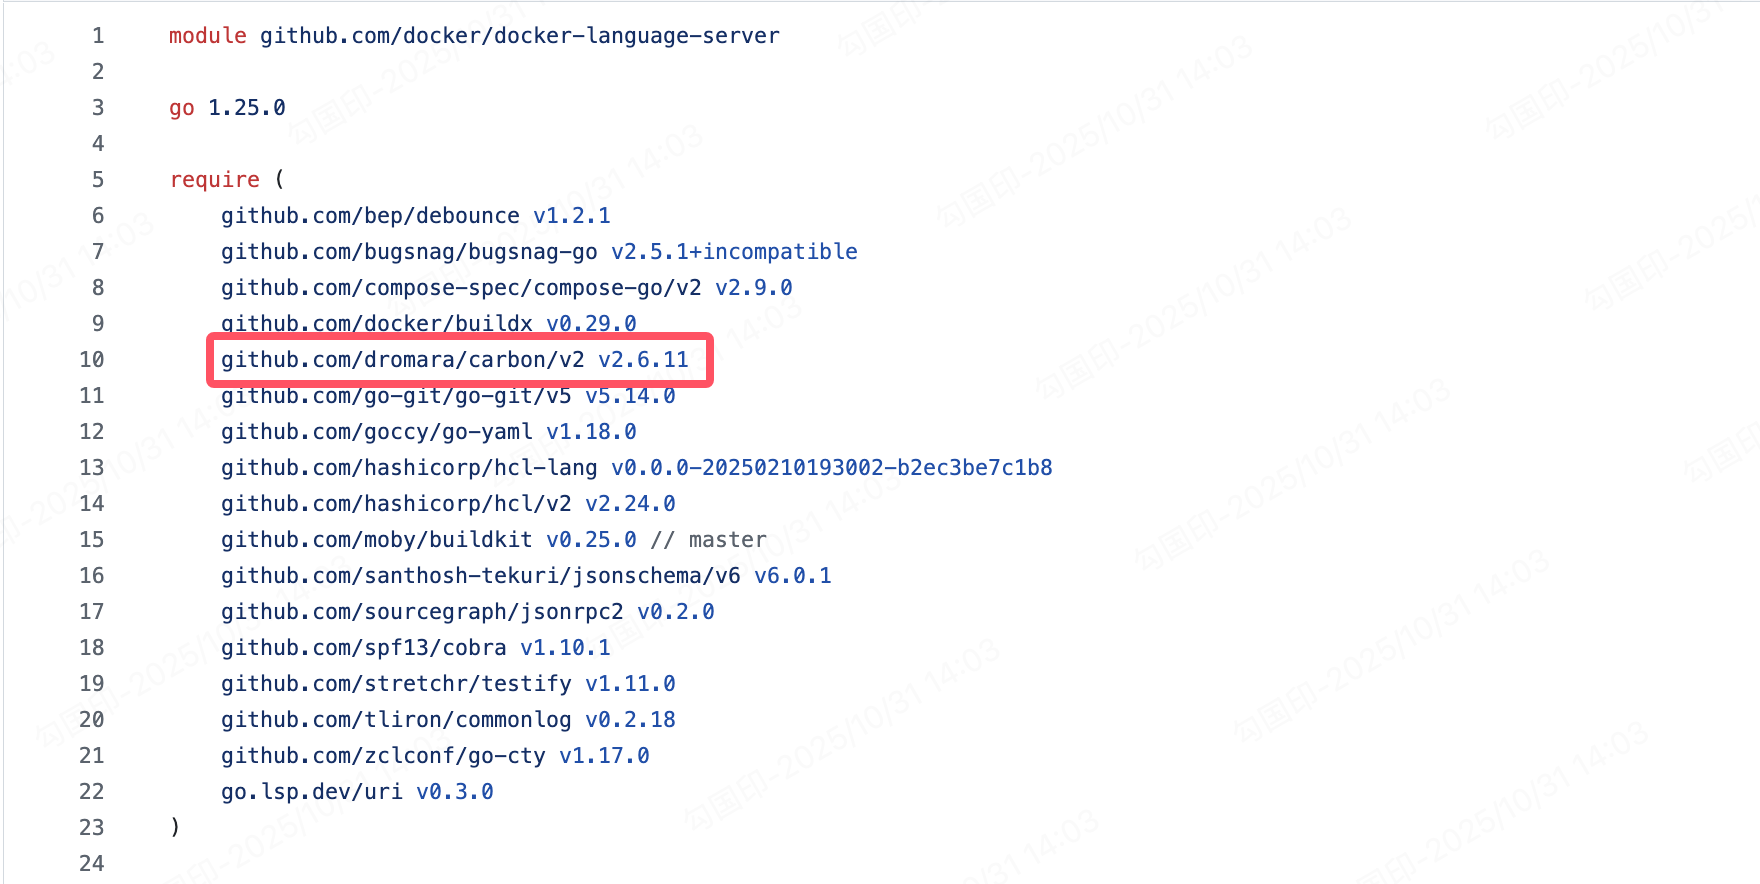 1 module github.com/docker/docker-language-server
2
3 go 1.25.0
4
5 require (
6 github.com/bep/debounce v1.2.1
7 github.com/bugsnag/bugsnag-go v2.5.1+incompatible
8 github.com/compose-spec/compose-go/v2 v2.9.0
9 github.com/docker/buildx v0.29.0
10 github.com/dromara/carbon/v2 v2.6.11
11 github.com/go-git/go-git/v5 v5.14.0
12 github.com/goccy/go-yaml v1.18.0
13 github.com/hashicorp/hcl-lang v0.0.0-20250210193002-b2ec3be7c1b8
14 github.com/hashicorp/hcl/v2 v2.24.0
15 github.com/moby/buildkit v0.25.0 // master
16 github.com/santhosh-tekuri/jsonschema/v6 v6.0.1
17 github.com/sourcegraph/jsonrpc2 v0.2.0
18 github.com/spf13/cobra v1.10.1
19 github.com/stretchr/testify v1.11.0
20 github.com/tliron/commonlog v0.2.18
21 github.com/zclconf/go-cty v1.17.0
22 go.lsp.dev/uri v0.3.0
23 )
24
勾国印-2025/10/31 14:03